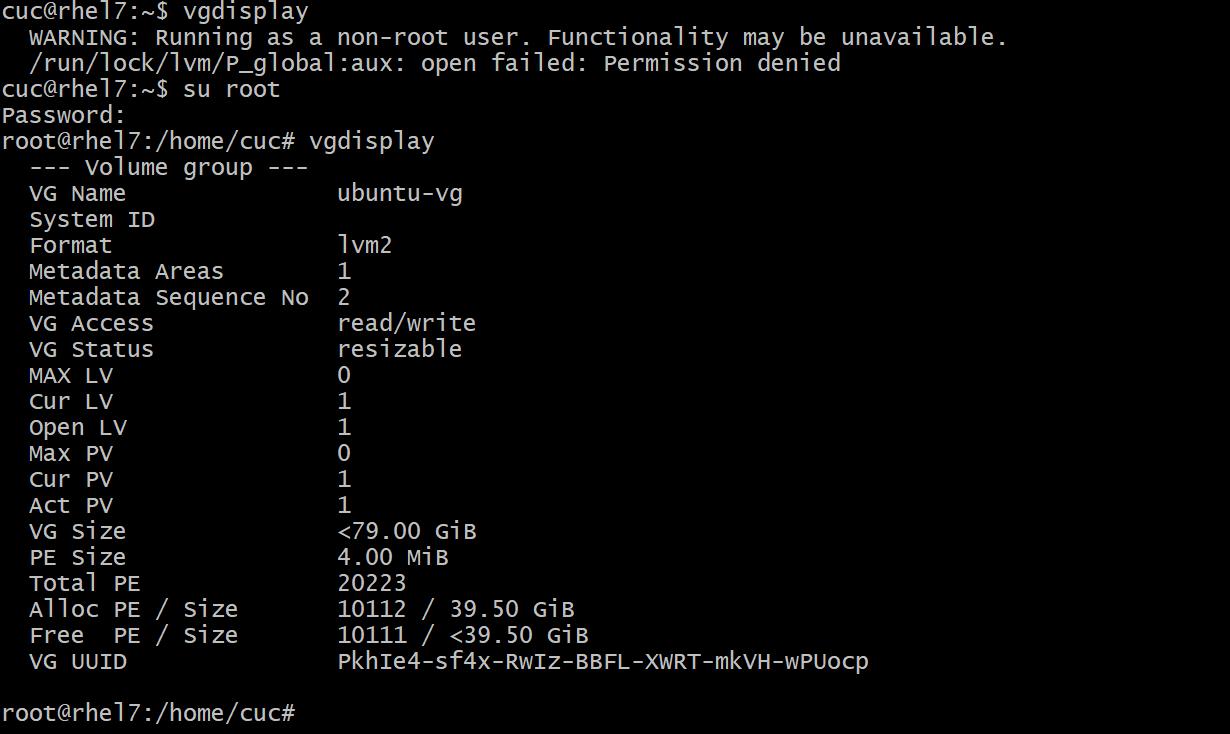 cuc@rhel7:~$ vgdisplay
  WARNING: Running as a non-root user. Functionality may be unavailable.
  /run/lock/lvm/P_global:aux: open failed: Permission denied
cuc@rhel7:~$ su root
Password:
root@rhel7:/home/cuc# vgdisplay
  --- Volume group ---
  VG Name               ubuntu-vg
  System ID
  Format                lvm2
  Metadata Areas        1
  Metadata Sequence No  2
  VG Access             read/write
  VG Status             resizable
  MAX LV                0
  Cur LV                1
  Open LV               1
  Max PV                0
  Cur PV                1
  Act PV                1
  VG Size               <79.00 GiB
  PE Size               4.00 MiB
  Total PE              20223
  Alloc PE / Size       10112 / 39.50 GiB
  Free  PE / Size       10111 / <39.50 GiB
  VG UUID               PkhIe4-sf4x-RwIz-BBFL-XWRT-mkVH-wPUocp

root@rhel7:/home/cuc#